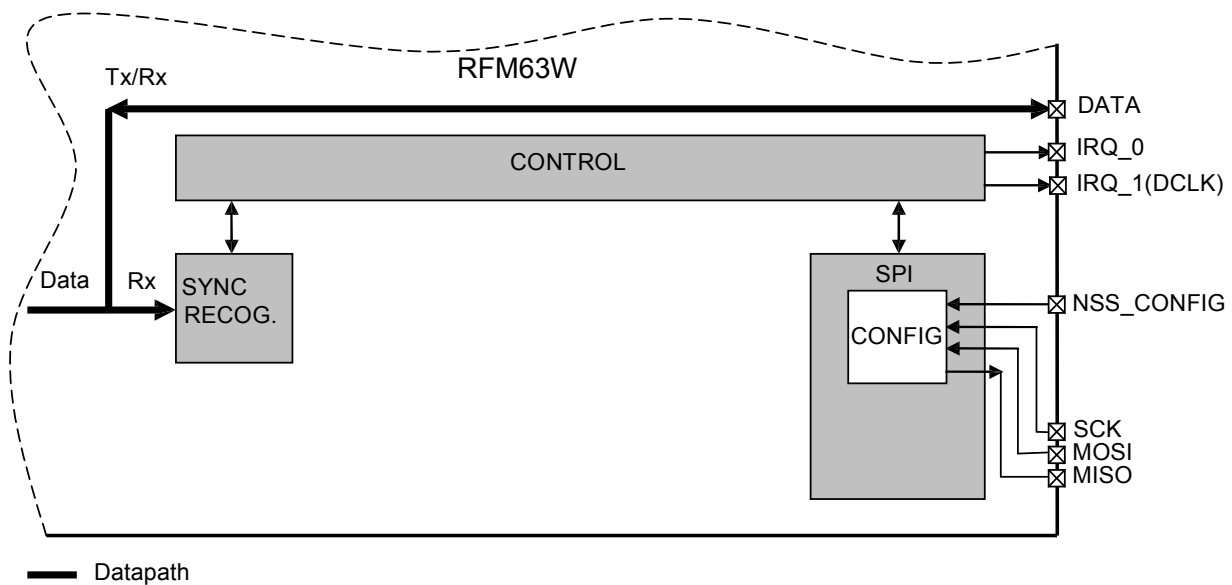 RFM63W
Tx/Rx
DATA
CONTROL
IRQ_0
IRQ_1(DCLK)
Data
Rx
SYNC
RECOG.
SPI
CONFIG
NSS_CONFIG
SCK
MOSI
MISO
Datapath